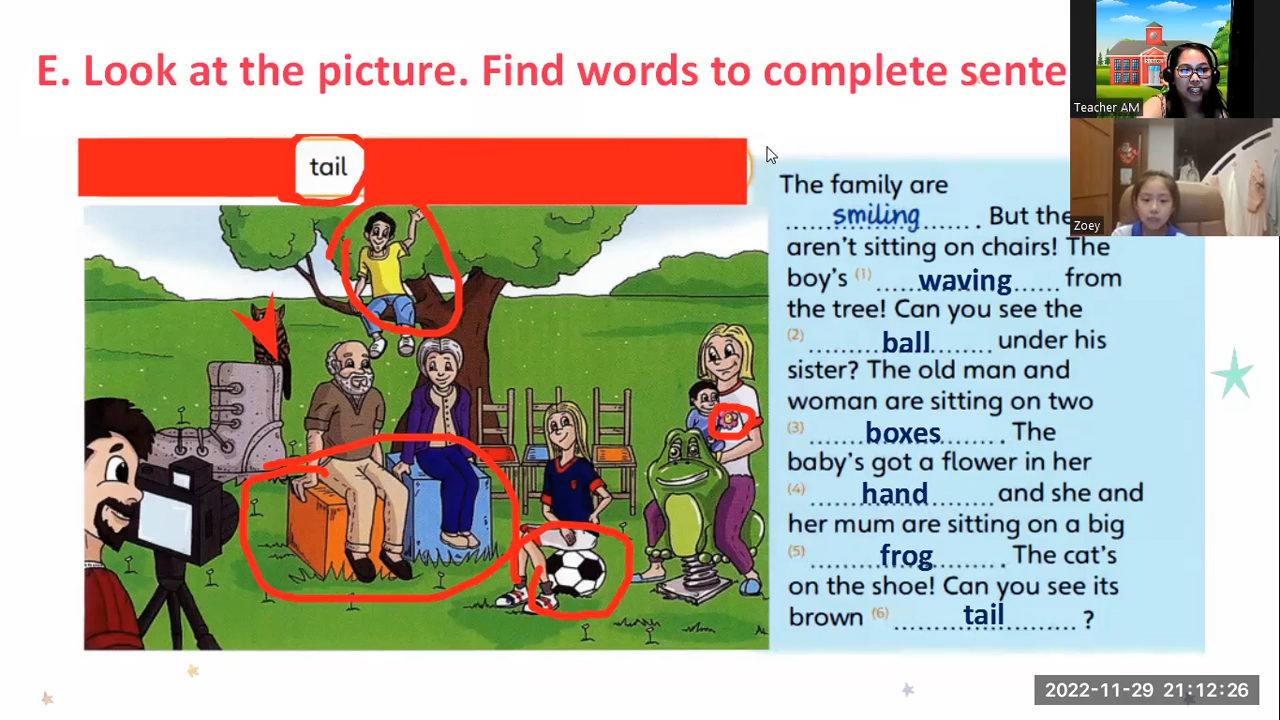 E. Look at the picture. Find words to complete sente
Teacher AM
tail
Zoey
The family are
smiling. But the
aren't sitting on chairs! The
boy's (1) waving from
the tree! Can you see the
(2) ball under his
sister? The old man and
woman are sitting on two
(3) boxes. The
baby's got a flower in her
(4) hand and she and
her mum are sitting on a big
(5) frog. The cat's
on the shoe! Can you see its
brown (6) tail?
2022-11-29 21:12:26